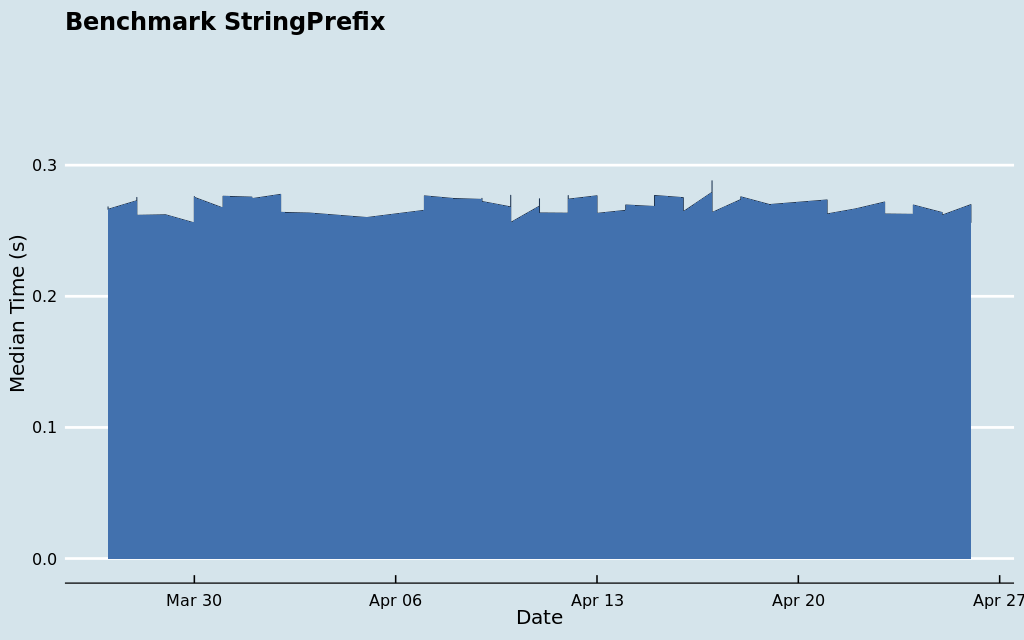 Benchmark StringPrefix
Median Time (s)
0.3
0.2
0.1
0.0
Mar 30
Apr 06
Apr 13
Apr 20
Apr 27
Date